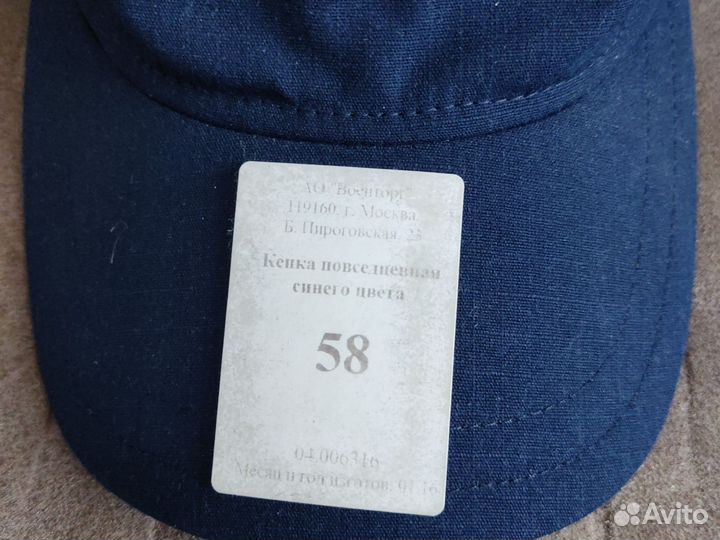 АО "Военторг"
119160, г. Москва,
Б. Пироговская, 23
Кепка повседневная
синего цвета
58
04.006316
Месяц и год изготов. 01.16
Avito